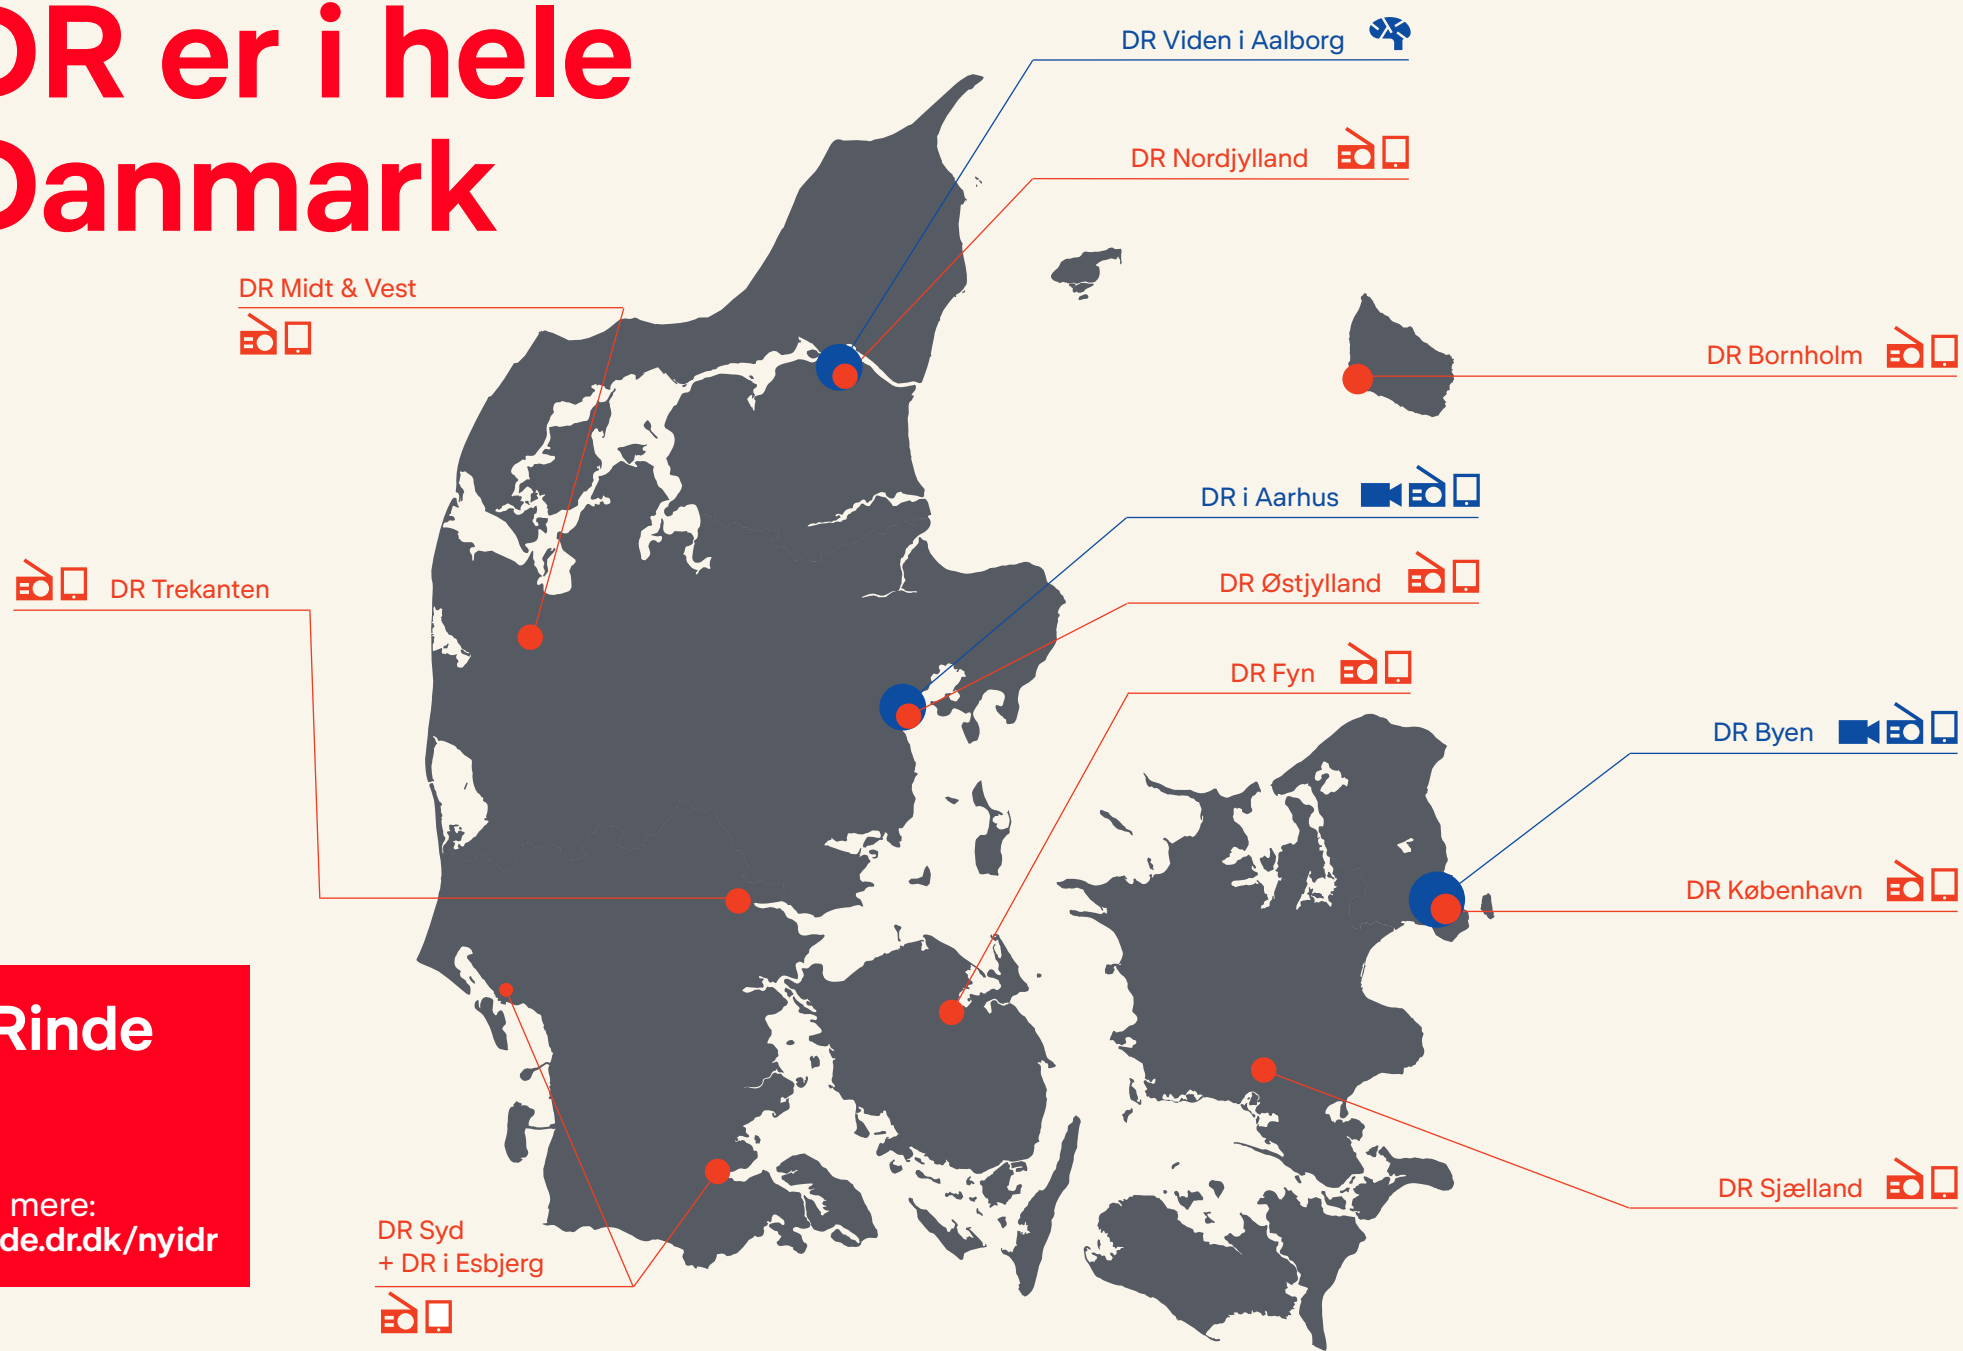 DR er i hele
Danmark
DR Viden i Aalborg
DR Nordjylland
DR Midt & Vest
DR Bornholm
DR i Aarhus
DR Trekanten
DR Østjylland
DR Fyn
DR Byen
DR København
Rinde
mere:
de.dr.dk/nyidr
DR Sjælland
DR Syd
+ DR i Esbjerg